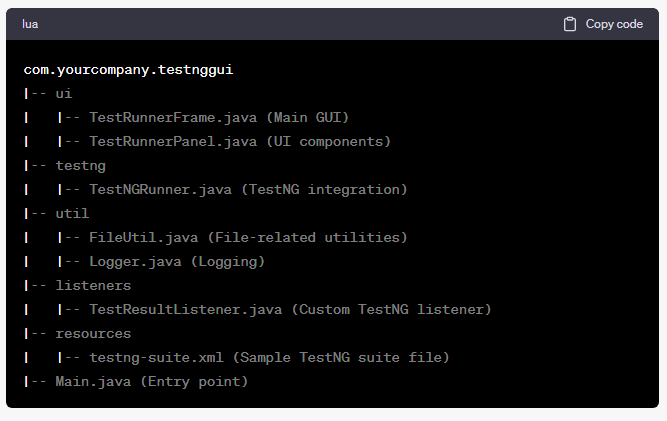 lua
Copy code
com.yourcompany.testnggui
|-- ui
|   |-- TestRunnerFrame.java (Main GUI)
|   |-- TestRunnerPanel.java (UI components)
|-- testng
|   |-- TestNGRunner.java (TestNG integration)
|-- util
|   |-- FileUtil.java (File-related utilities)
|   |-- Logger.java (Logging)
|-- listeners
|   |-- TestResultListener.java (Custom TestNG listener)
|-- resources
|   |-- testng-suite.xml (Sample TestNG suite file)
|-- Main.java (Entry point)